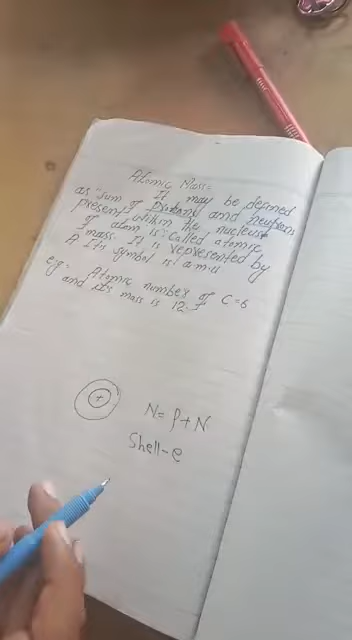 Atomic Mass:
It may be defined
as "sum of Protons and neutrons
present within the nucleus
of atom is called atomic
mass. It is represented by
A Its symbol is a.m.u
eg:- Atomic number of C=6
and its mass is 12.
+
N= P+N
Shell-e